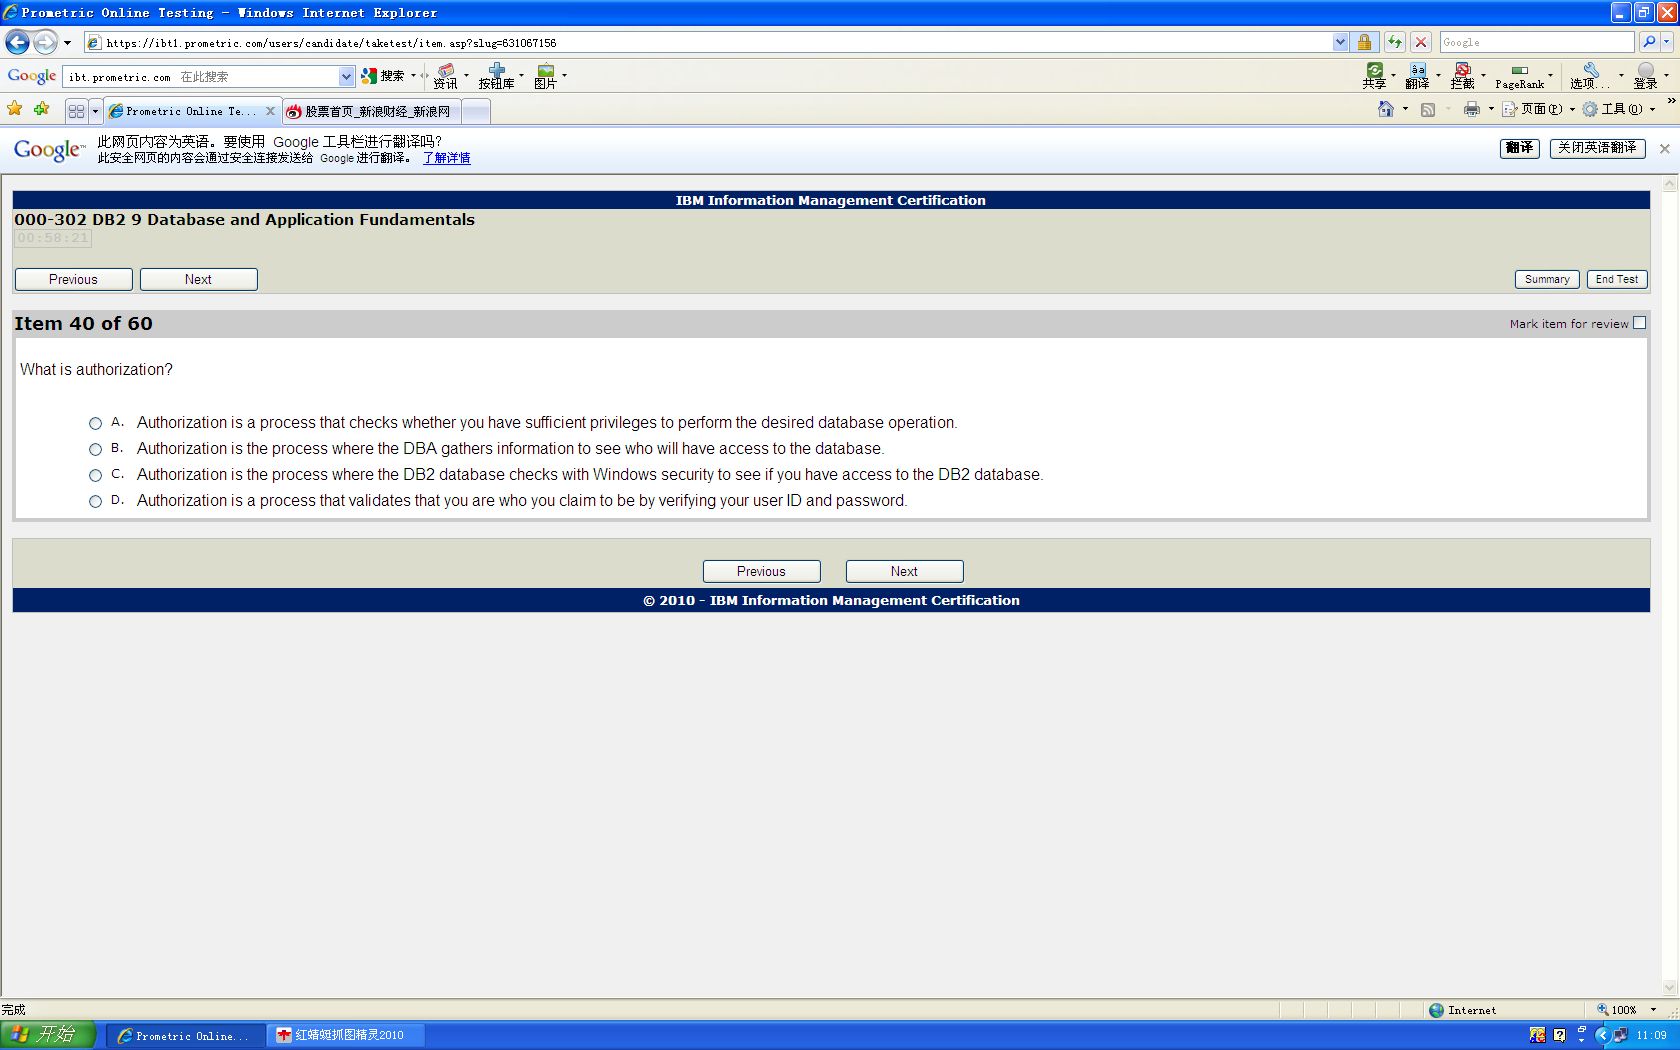 Prometric Online Testing - Windows Internet Explorer
https://ibt1.prometric.com/users/candidate/taketest/item.asp?slug=631067156
Google
Google ibt.prometric.com 在此搜索 搜索 资讯 按钮库 图片 共享 翻译 拦截 PageRank 选项... 登录
Prometric Online Te... 股票首页_新浪财经_新浪网 页面(P) 工具(O) »
Google™ 此网页内容为英语。要使用 Google 工具栏进行翻译吗? 翻译 关闭英语翻译
此安全网页的内容会通过安全连接发送给 Google 进行翻译。 了解详情
IBM Information Management Certification
000-302 DB2 9 Database and Application Fundamentals
00:58:21
Previous Next Summary End Test
Item 40 of 60 Mark item for review
What is authorization?
A. Authorization is a process that checks whether you have sufficient privileges to perform the desired database operation.
B. Authorization is the process where the DBA gathers information to see who will have access to the database.
C. Authorization is the process where the DB2 database checks with Windows security to see if you have access to the DB2 database.
D. Authorization is a process that validates that you are who you claim to be by verifying your user ID and password.
Previous Next
© 2010 - IBM Information Management Certification
完成 Internet 100%
开始 Prometric Online... 红蜻蜓抓图精灵2010 11:09